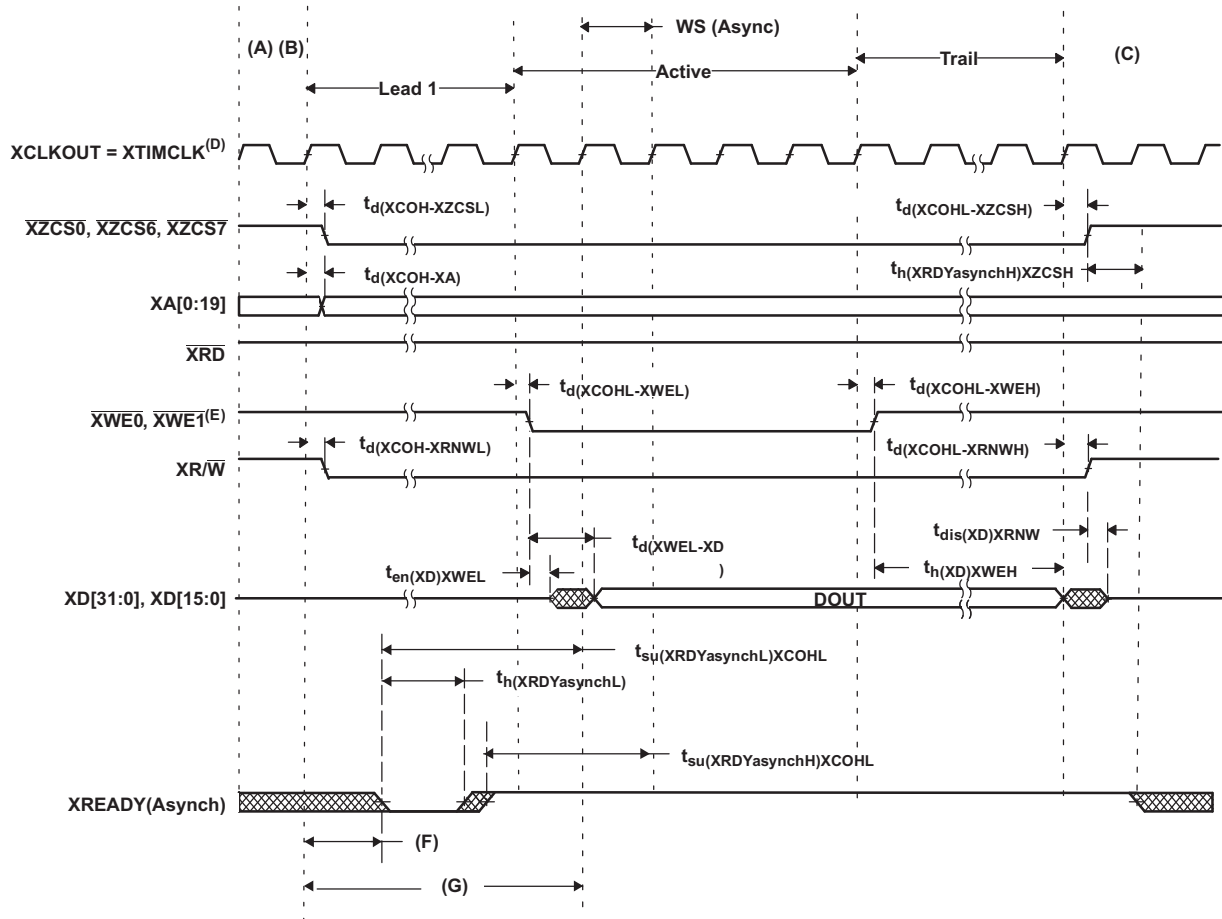 WS (Async)
(A) (B)
(C)
Trail
Active
Lead 1
XCLKOUT = XTIMCLK(D)
td(XCOH-XZCSL)
td(XCOHL-XZCSH)
XZCS0, XZCS6, XZCS7
td(XCOH-XA)
th(XRDYasynchH)XZCSH
XA[0:19]
XRD
td(XCOHL-XWEL)
td(XCOHL-XWEH)
XWE0, XWE1(E)
td(XCOH-XRNWL)
td(XCOHL-XRNWH)
XR/W
tdis(XD)XRNW
td(XWEL-XD
)
ten(XD)XWEL
th(XD)XWEH
XD[31:0], XD[15:0]
DOUT
tsu(XRDYasynchL)XCOHL
th(XRDYasynchL)
tsu(XRDYasynchH)XCOHL
XREADY(Asynch)
(F)
(G)